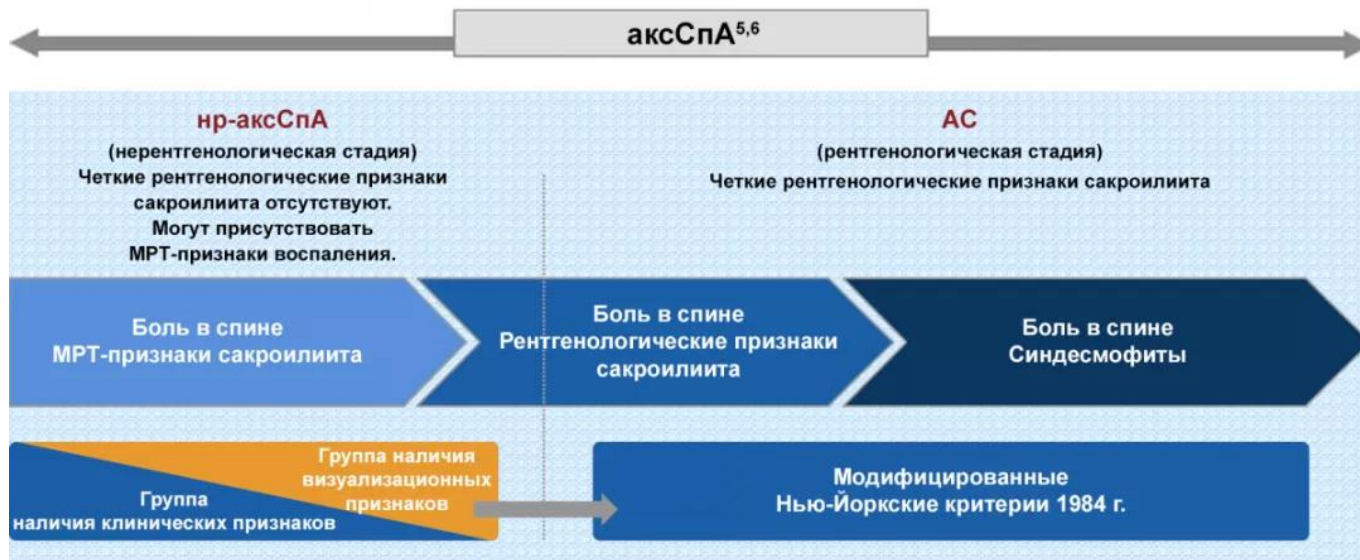 аксСпА5,6
нр-аксСпА
(нерентгенологическая стадия)
Четкие рентгенологические признаки
сакроилиита отсутствуют.
Могут присутствовать
МРТ-признаки воспаления.
АС
(рентгенологическая стадия)
Четкие рентгенологические признаки сакроилиита
Боль в спине
МРТ-признаки сакроилиита
Боль в спине
Рентгенологические признаки
сакроилиита
Боль в спине
Синдесмофиты
Группа
наличия клинических признаков
Группа наличия
визуализационных
признаков
Модифицированные
Нью-Йоркские критерии 1984 г.